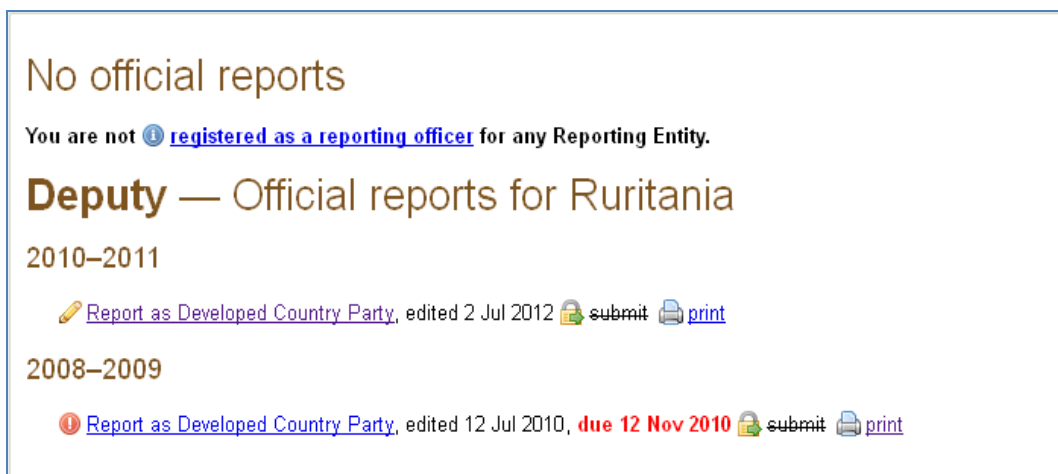 No official reports
You are not registered as a reporting officer for any Reporting Entity.
Deputy — Official reports for Ruritania
2010–2011
Report as Developed Country Party, edited 2 Jul 2012 submit print
2008–2009
Report as Developed Country Party, edited 12 Jul 2010, due 12 Nov 2010 submit print